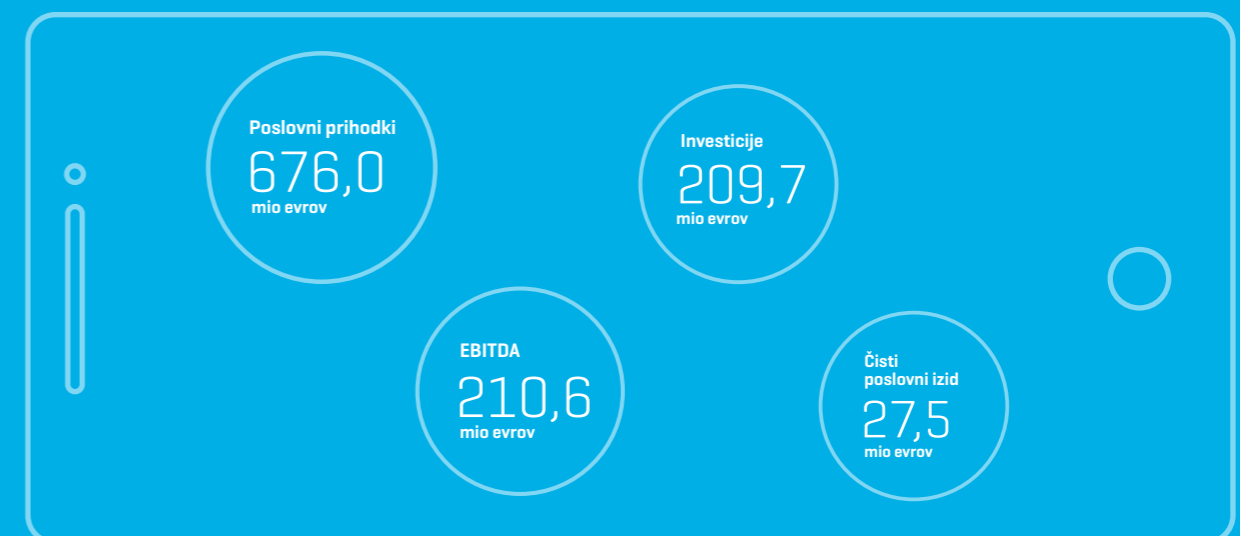 Poslovni prihodki
676,0
mio evrov
Investicije
209,7
mio evrov
EBITDA
210,6
mio evrov
Čisti
poslovni izid
27,5
mio evrov